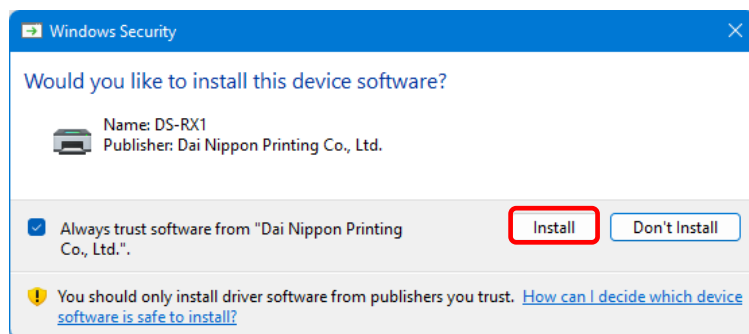 Windows Security
Would you like to install this device software?
Name: DS-RX1
Publisher: Dai Nippon Printing Co., Ltd.
Always trust software from "Dai Nippon Printing
Co., Ltd.".
Install
Don't Install
You should only install driver software from publishers you trust. How can I decide which device
software is safe to install?